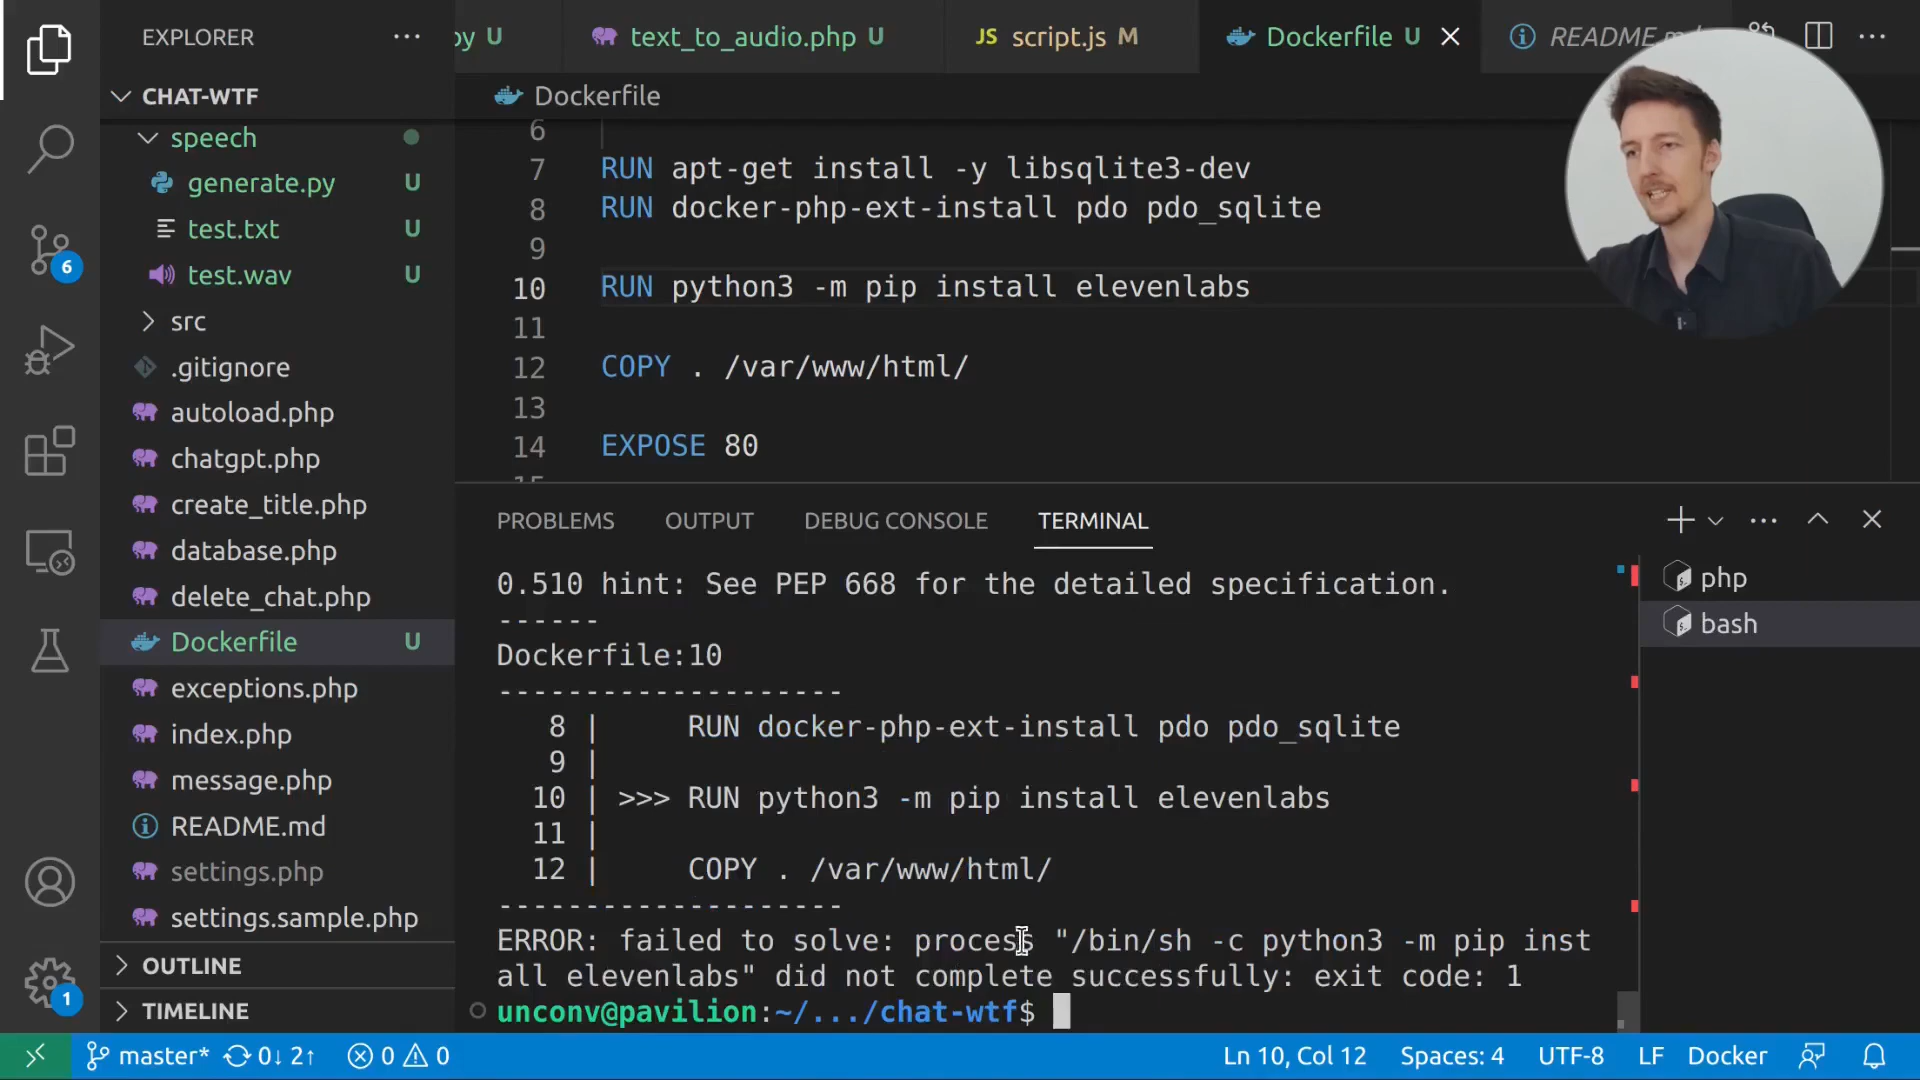 EXPLORER
py U
text_to_audio.php U
JS script.js M
Dockerfile U
README.m
CHAT-WTF
Dockerfile
speech
generate.py U
test.txt U
test.wav U
src
.gitignore
autoload.php
chatgpt.php
create_title.php
database.php
delete_chat.php
Dockerfile U
exceptions.php
index.php
message.php
README.md
settings.php
settings.sample.php
OUTLINE
TIMELINE
6
1
6
7 RUN apt-get install -y libsqlite3-dev
8 RUN docker-php-ext-install pdo pdo_sqlite
9
10 RUN python3 -m pip install elevenlabs
11
12 COPY . /var/www/html/
13
14 EXPOSE 80
PROBLEMS OUTPUT DEBUG CONSOLE TERMINAL
0.510 hint: See PEP 668 for the detailed specification.
------
Dockerfile:10
--------------------
8 | RUN docker-php-ext-install pdo pdo_sqlite
9 |
10 | >>> RUN python3 -m pip install elevenlabs
11 |
12 | COPY . /var/www/html/
--------------------
ERROR: failed to solve: process "/bin/sh -c python3 -m pip inst
all elevenlabs" did not complete successfully: exit code: 1
unconv@pavilion:~/.../chat-wtf$
php
bash
master* 0↓ 2↑ 0 0
Ln 10, Col 12 Spaces: 4 UTF-8 LF Docker